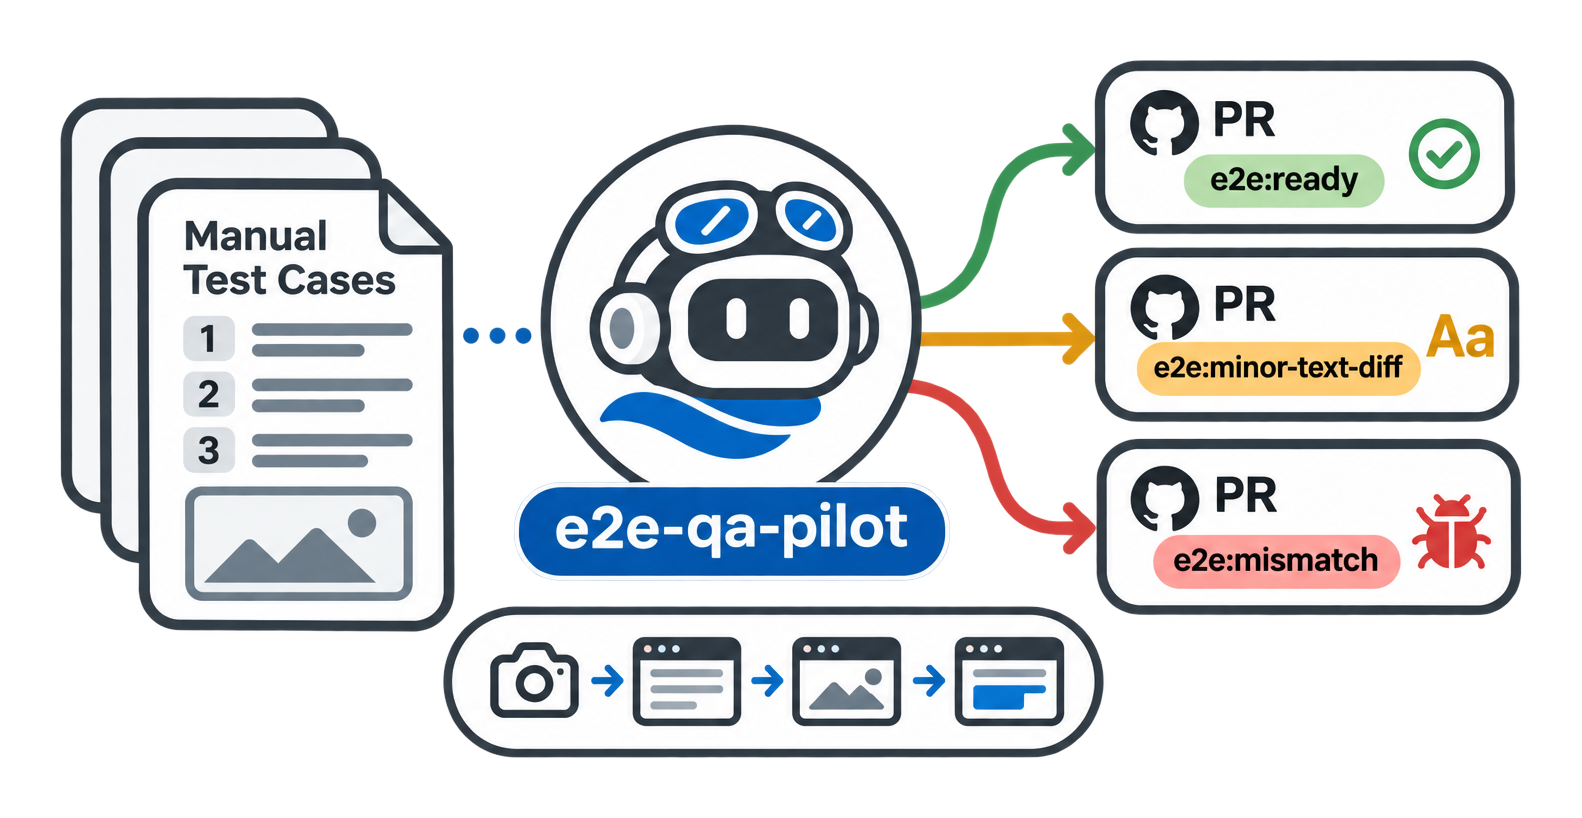 Manual
Test Cases
1
2
3
e2e-qa-pilot
PR
e2e:ready
PR
e2e:minor-text-diff
Aa
PR
e2e:mismatch